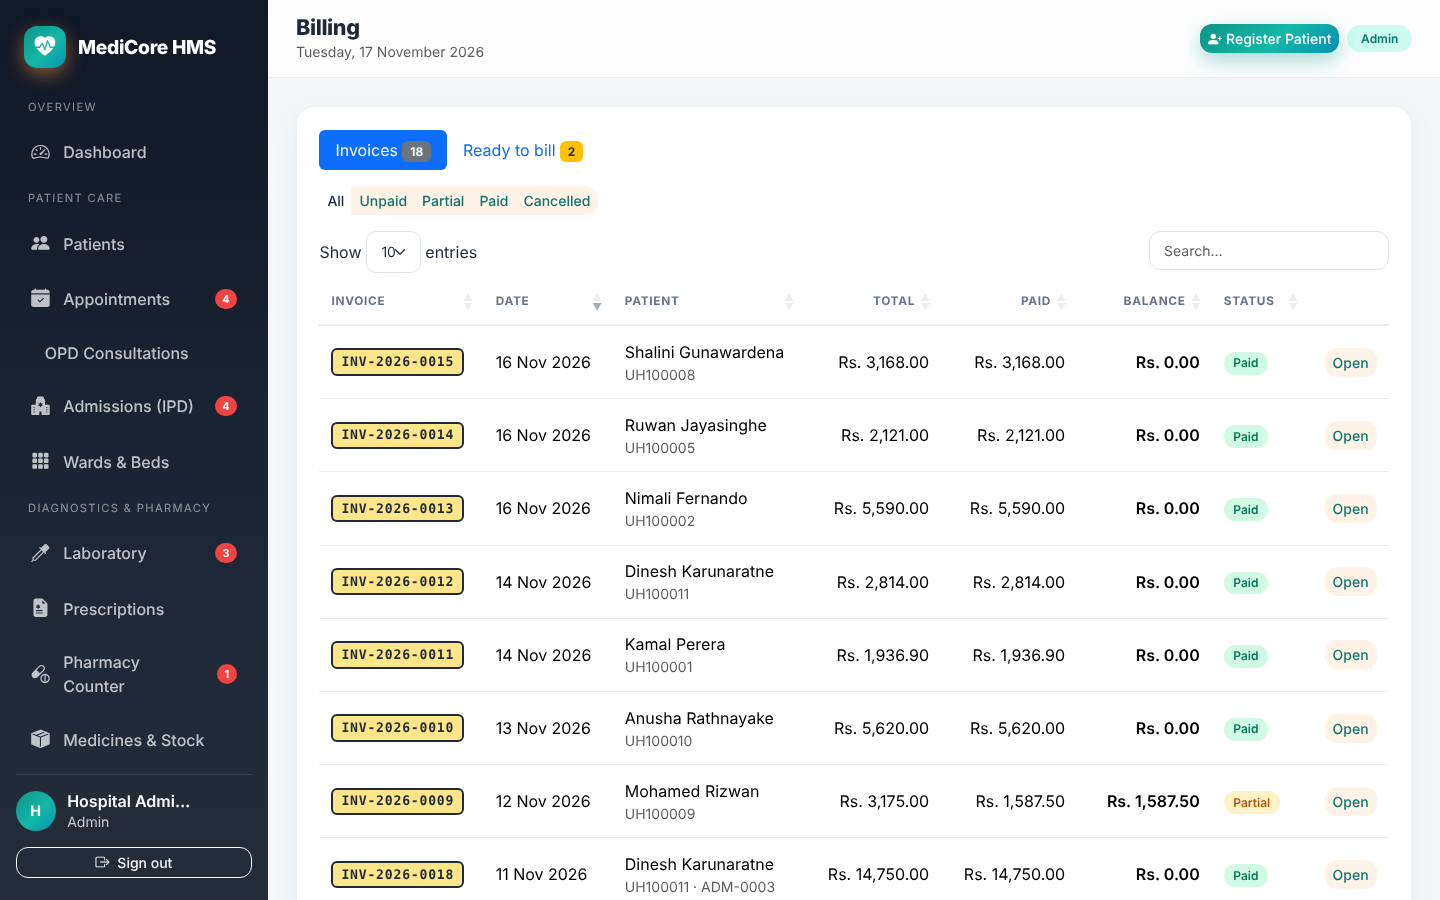 MediCore HMS
OVERVIEW
Dashboard
PATIENT CARE
Patients
Appointments 4
OPD Consultations
Admissions (IPD) 4
Wards & Beds
DIAGNOSTICS & PHARMACY
Laboratory 3
Prescriptions
Pharmacy
Counter 1
Medicines & Stock
H Hospital Admi...
Admin
Sign out
Billing
Tuesday, 17 November 2026
Register Patient Admin
Invoices 18 Ready to bill 2
All Unpaid Partial Paid Cancelled
Show 10 entries Search...
INVOICE DATE PATIENT TOTAL PAID BALANCE STATUS
INV-2026-0015 16 Nov 2026 Shalini Gunawardena Rs. 3,168.00 Rs. 3,168.00 Rs. 0.00 Paid Open
UH100008
INV-2026-0014 16 Nov 2026 Ruwan Jayasinghe Rs. 2,121.00 Rs. 2,121.00 Rs. 0.00 Paid Open
UH100005
INV-2026-0013 16 Nov 2026 Nimali Fernando Rs. 5,590.00 Rs. 5,590.00 Rs. 0.00 Paid Open
UH100002
INV-2026-0012 14 Nov 2026 Dinesh Karunaratne Rs. 2,814.00 Rs. 2,814.00 Rs. 0.00 Paid Open
UH100011
INV-2026-0011 14 Nov 2026 Kamal Perera Rs. 1,936.90 Rs. 1,936.90 Rs. 0.00 Paid Open
UH100001
INV-2026-0010 13 Nov 2026 Anusha Rathnayake Rs. 5,620.00 Rs. 5,620.00 Rs. 0.00 Paid Open
UH100010
INV-2026-0009 12 Nov 2026 Mohamed Rizwan Rs. 3,175.00 Rs. 1,587.50 Rs. 1,587.50 Partial Open
UH100009
INV-2026-0018 11 Nov 2026 Dinesh Karunaratne Rs. 14,750.00 Rs. 14,750.00 Rs. 0.00 Paid Open
UH100011 · ADM-0003